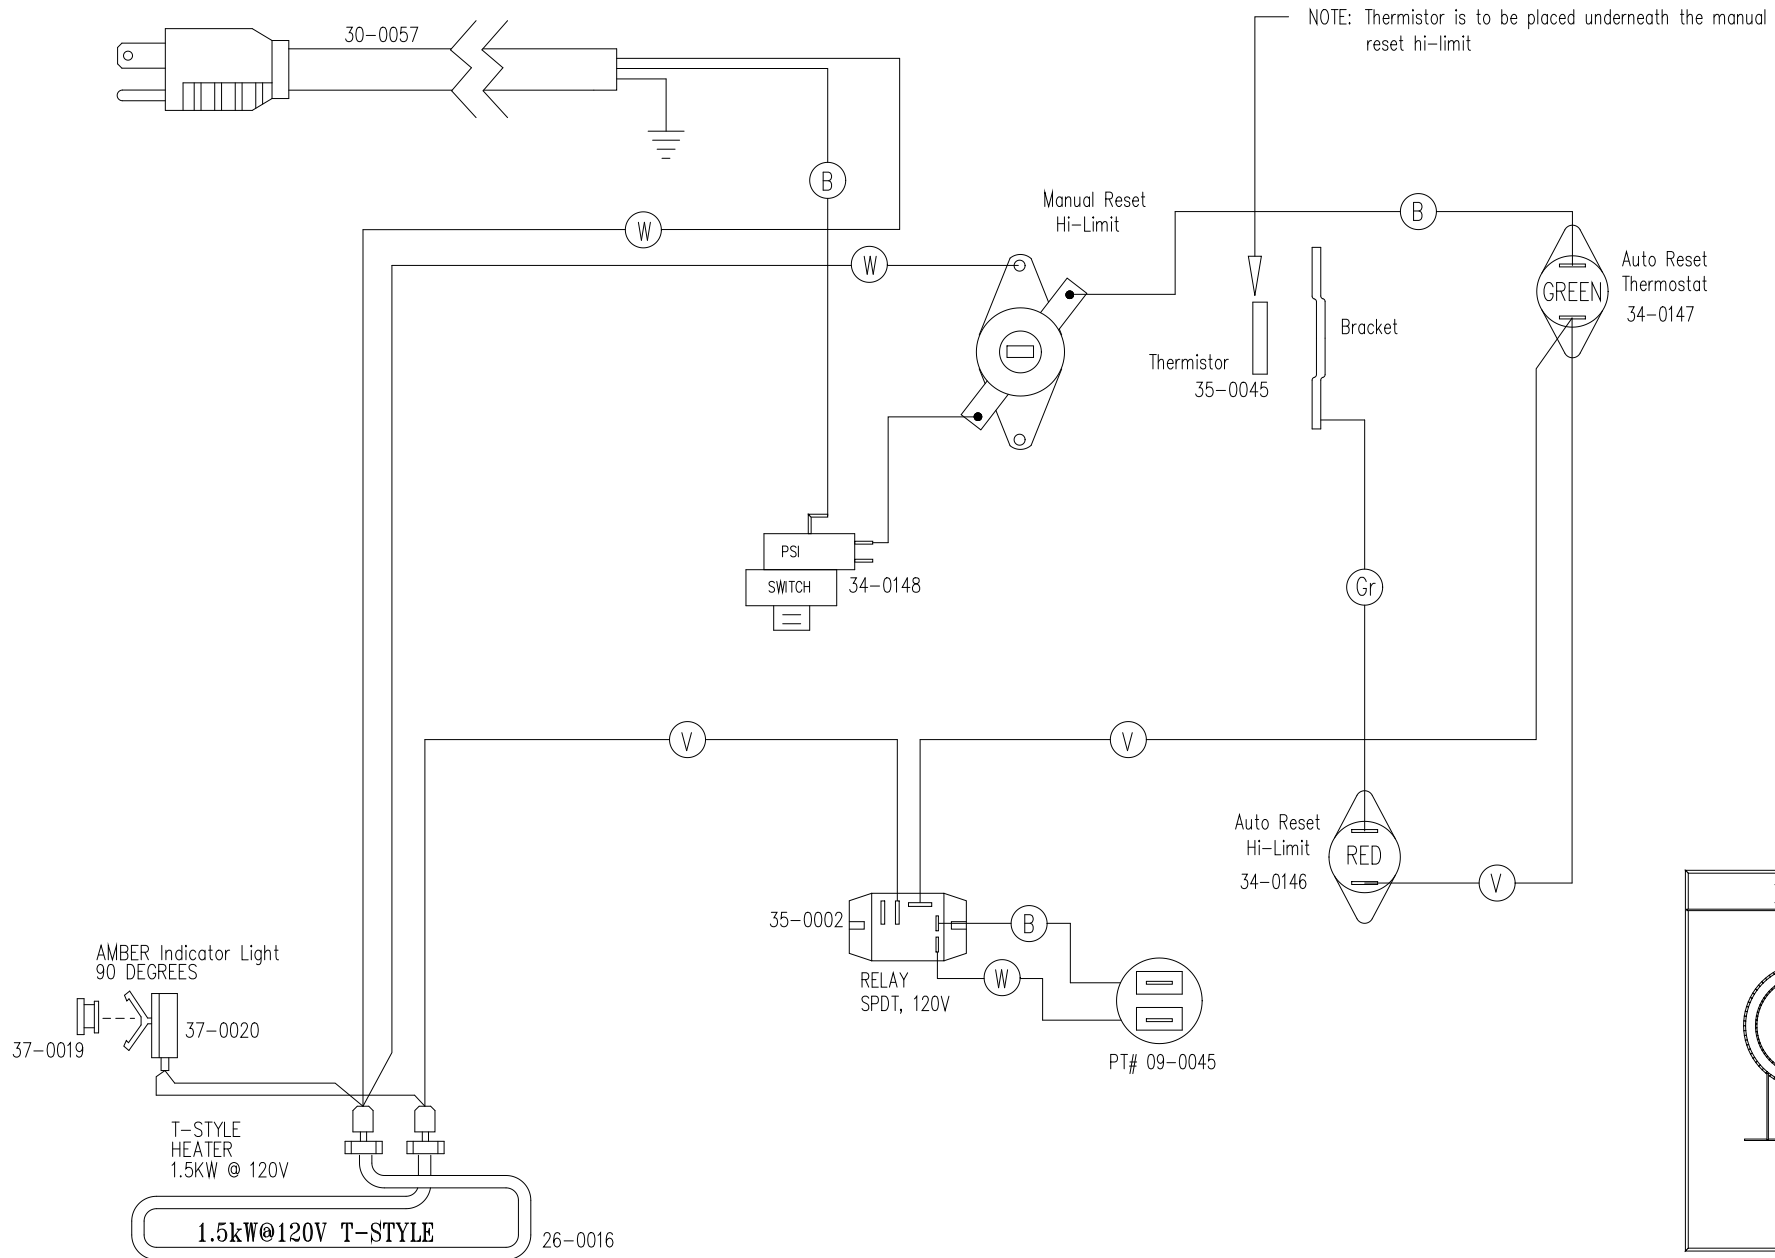 30-0057
NOTE: Thermistor is to be placed underneath the manual
reset hi-limit
B
W
W
Manual Reset
Hi-Limit
B
GREEN
Auto Reset
Thermostat
34-0147
Thermistor
35-0045
Bracket
PSI
SWITCH
34-0148
Gr
V
V
Auto Reset
Hi-Limit
34-0146
RED
V
35-0002
B
W
RELAY
SPDT, 120V
PT# 09-0045
AMBER Indicator Light
90 DEGREES
37-0020
37-0019
T-STYLE
HEATER
1.5KW @ 120V
1.5kW@120V T-STYLE
26-0016